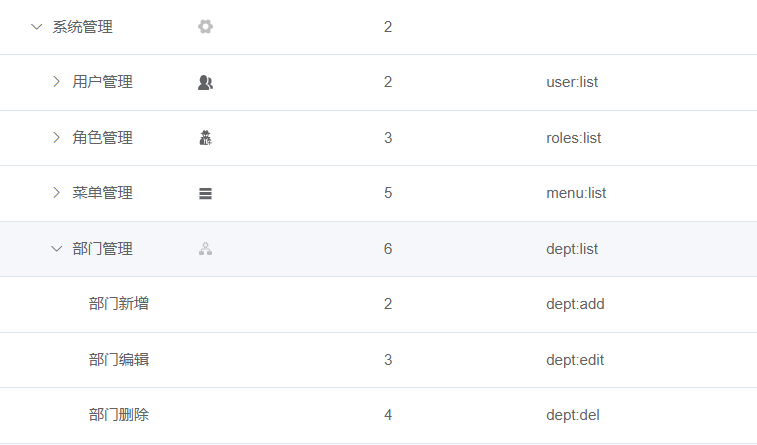 系统管理 2
用户管理 2 user:list
角色管理 3 roles:list
菜单管理 5 menu:list
部门管理 6 dept:list
部门新增 2 dept:add
部门编辑 3 dept:edit
部门删除 4 dept:del